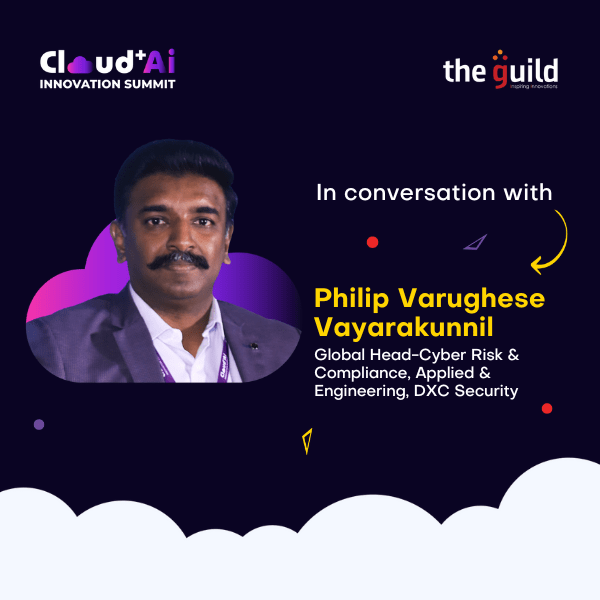 Cloud+Ai
INNOVATION SUMMIT
the guild
inspiring innovations
In conversation with
Philip Varughese
Vayarakunnil
Global Head-Cyber Risk &
Compliance, Applied &
Engineering, DXC Security